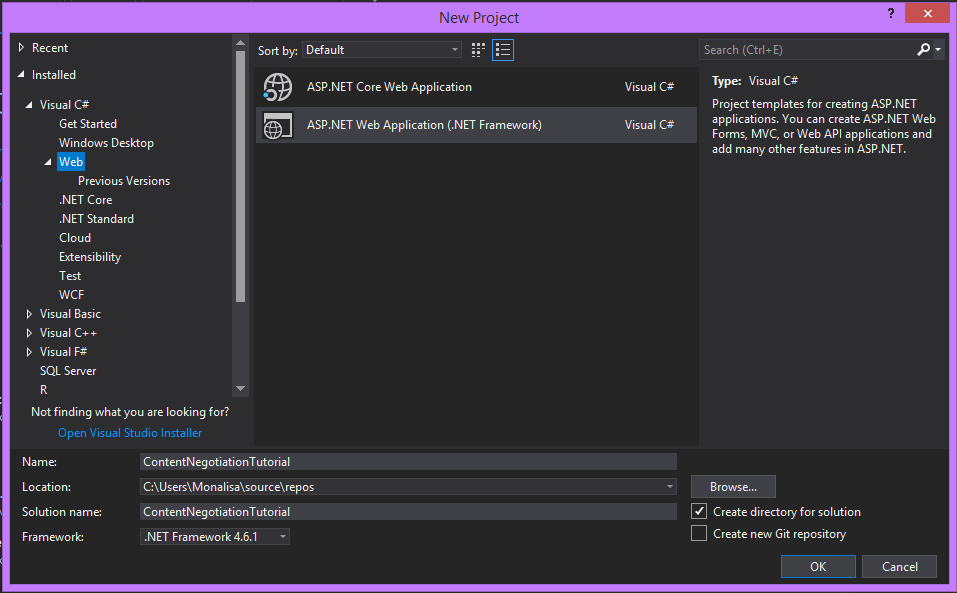 New Project
?
Recent
Installed
Visual C#
Get Started
Windows Desktop
Web
Previous Versions
.NET Core
.NET Standard
Cloud
Extensibility
Test
WCF
Visual Basic
Visual C++
Visual F#
SQL Server
R
Not finding what you are looking for?
Open Visual Studio Installer
Sort by: Default
ASP.NET Core Web Application Visual C#
ASP.NET Web Application (.NET Framework) Visual C#
Search (Ctrl+E)
Type: Visual C#
Project templates for creating ASP.NET
applications. You can create ASP.NET Web
Forms, MVC, or Web API applications and
add many other features in ASP.NET.
Name: ContentNegotiationTutorial
Location: C:\Users\Monalisa\source\repos Browse...
Solution name: ContentNegotiationTutorial Create directory for solution
Framework: .NET Framework 4.6.1 Create new Git repository
OK Cancel